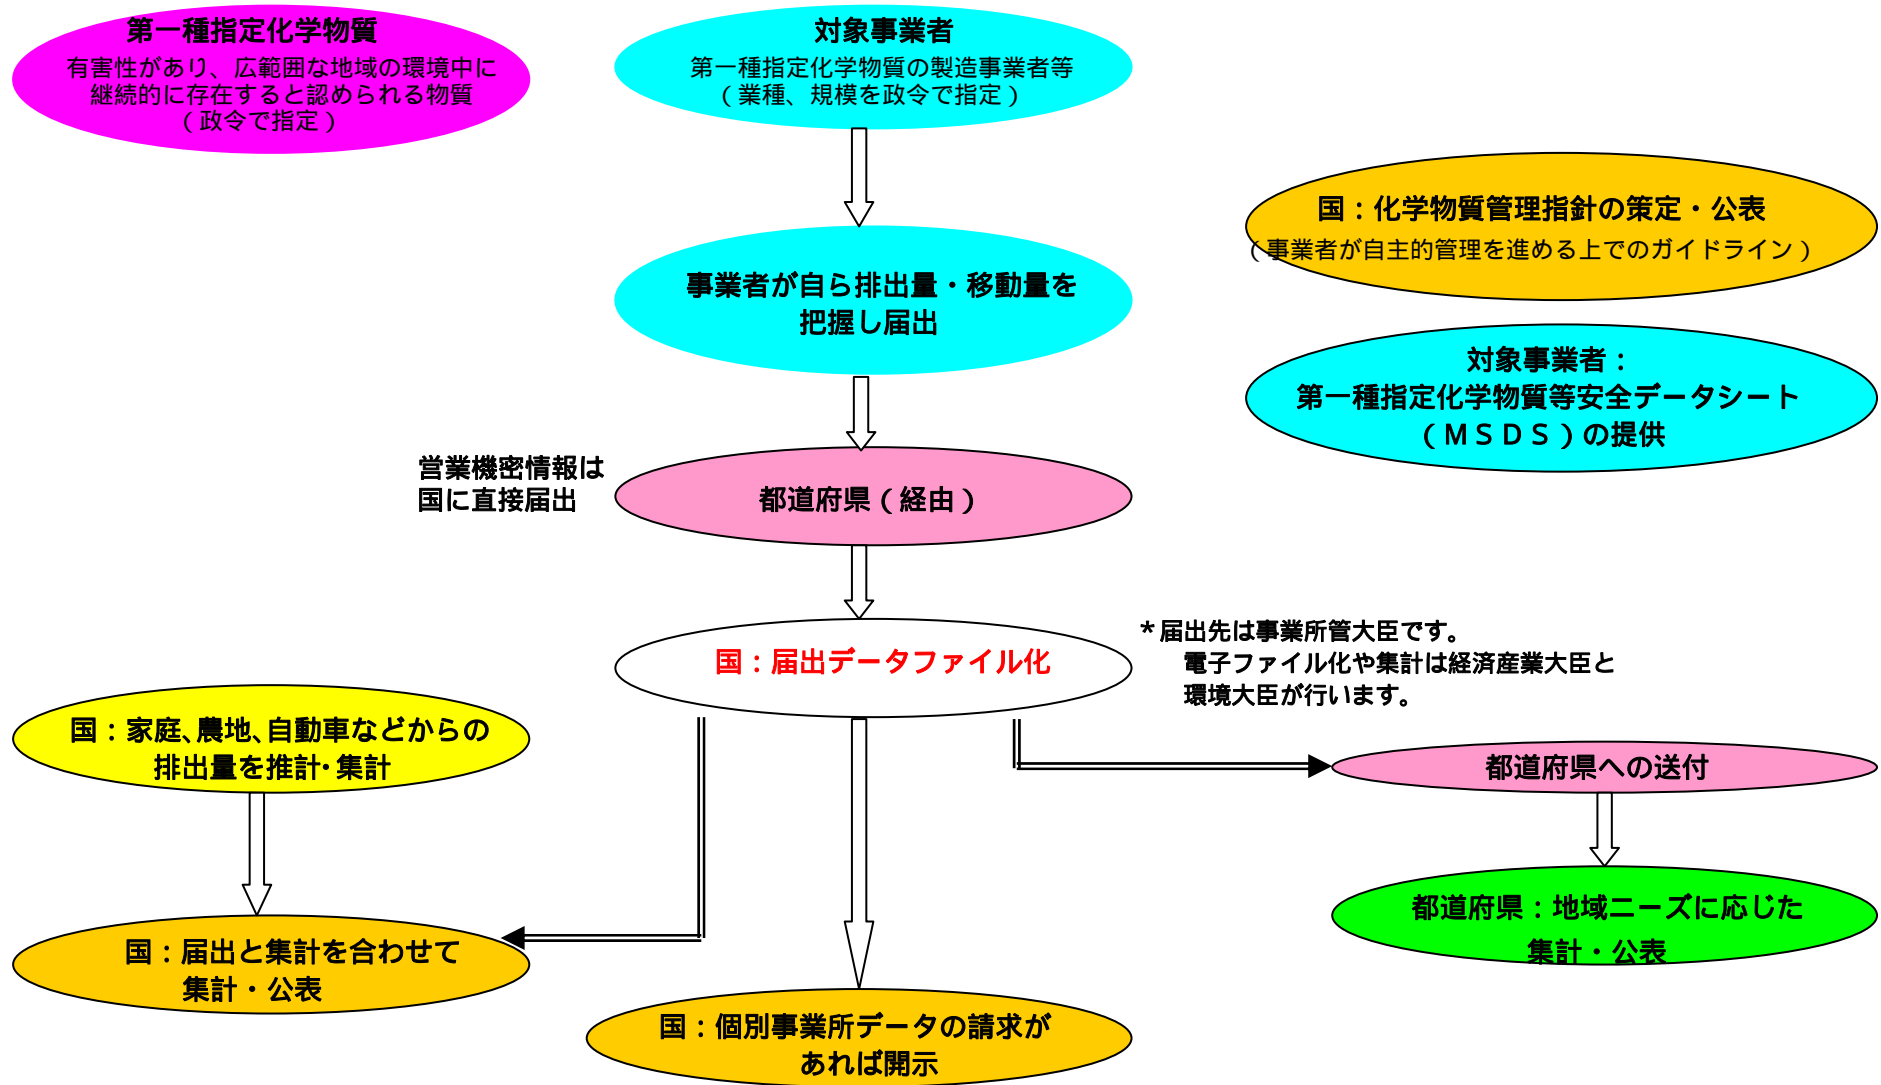 第一種指定化学物質
有害性があり、広範囲な地域の環境中に
継続的に存在すると認められる物質
(政令で指定)
対象事業者
第一種指定化学物質の製造事業者等
(業種、規模を政令で指定)
国:化学物質管理指針の策定・公表
(事業者が自主的管理を進める上でのガイドライン)
事業者が自ら排出量・移動量を
把握し届出
対象事業者:
第一種指定化学物質等安全データシート
(MSDS)の提供
営業機密情報は
国に直接届出
都道府県(経由)
国:届出データファイル化
*届出先は事業所管大臣です。
電子ファイル化や集計は経済産業大臣と
環境大臣が行います。
国:家庭、農地、自動車などからの
排出量を推計・集計
都道府県への送付
国:届出と集計を合わせて
集計・公表
都道府県:地域ニーズに応じた
集計・公表
国:個別事業所データの請求が
あれば開示